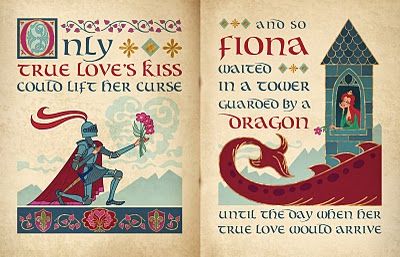 Only
TRUE LOVE'S KISS
COULD LIFT HER CURSE
AND SO
FIONA
WAITED
IN A TOWER
GUARDED BY A
DRAGON
UNTIL THE DAY WHEN HER
TRUE LOVE WOULD ARRIVE